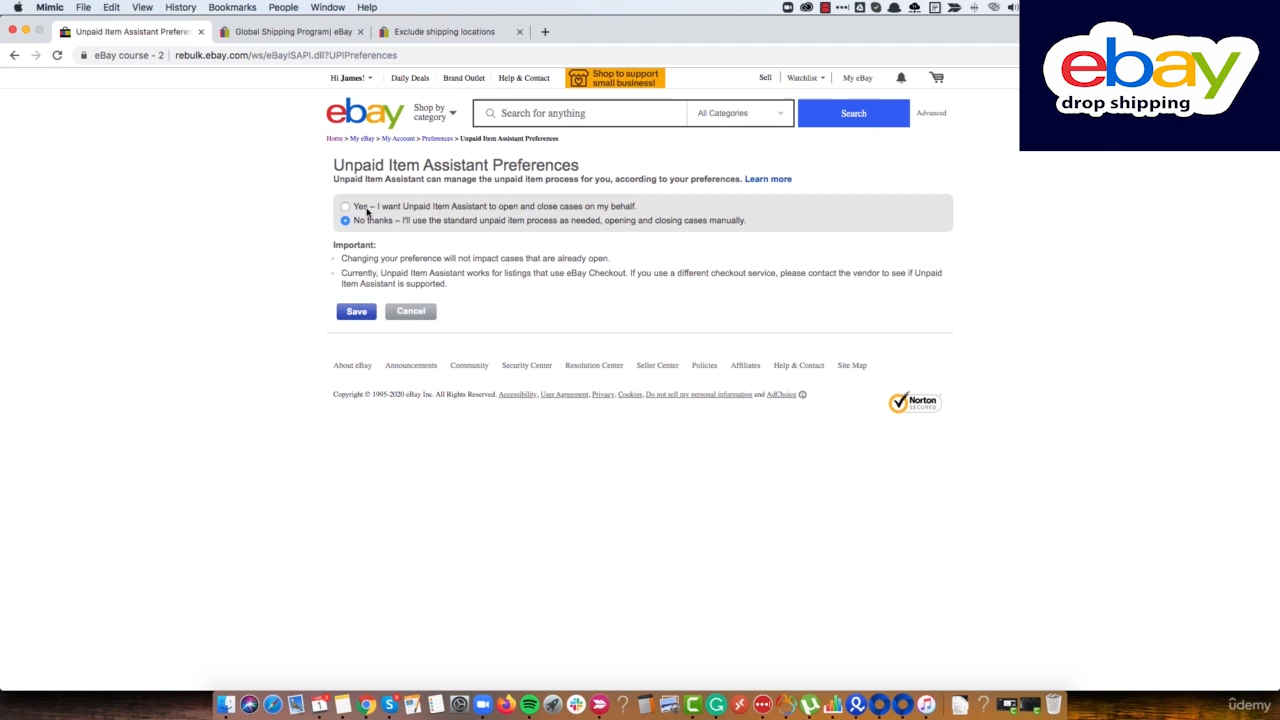 Mimic File Edit View History Bookmarks People Window Help
Unpaid Item Assistant Preferen
Global Shipping Program| eBay
Exclude shipping locations
eBay course - 2 rebulk.ebay.com/ws/eBayISAPI.dll?UPIPreferences
ebay
drop shipping
Hi James! Daily Deals Brand Outlet Help & Contact Shop to support small business! Sell Watchlist My eBay
ebay Shop by category Search for anything All Categories Search Advanced
Home > My eBay > My Account > Preferences > Unpaid Item Assistant Preferences
Unpaid Item Assistant Preferences
Unpaid Item Assistant can manage the unpaid item process for you, according to your preferences. Learn more
Yes – I want Unpaid Item Assistant to open and close cases on my behalf.
No thanks – I'll use the standard unpaid item process as needed, opening and closing cases manually.
Important:
Changing your preference will not impact cases that are already open.
Currently, Unpaid Item Assistant works for listings that use eBay Checkout. If you use a different checkout service, please contact the vendor to see if Unpaid
Item Assistant is supported.
Save Cancel
About eBay Announcements Community Security Center Resolution Center Seller Center Policies Affiliates Help & Contact Site Map
Copyright © 1995-2020 eBay Inc. All Rights Reserved. Accessibility, User Agreement, Privacy, Cookies, Do not sell my personal information and AdChoice
Norton
SECURED
ûdemy